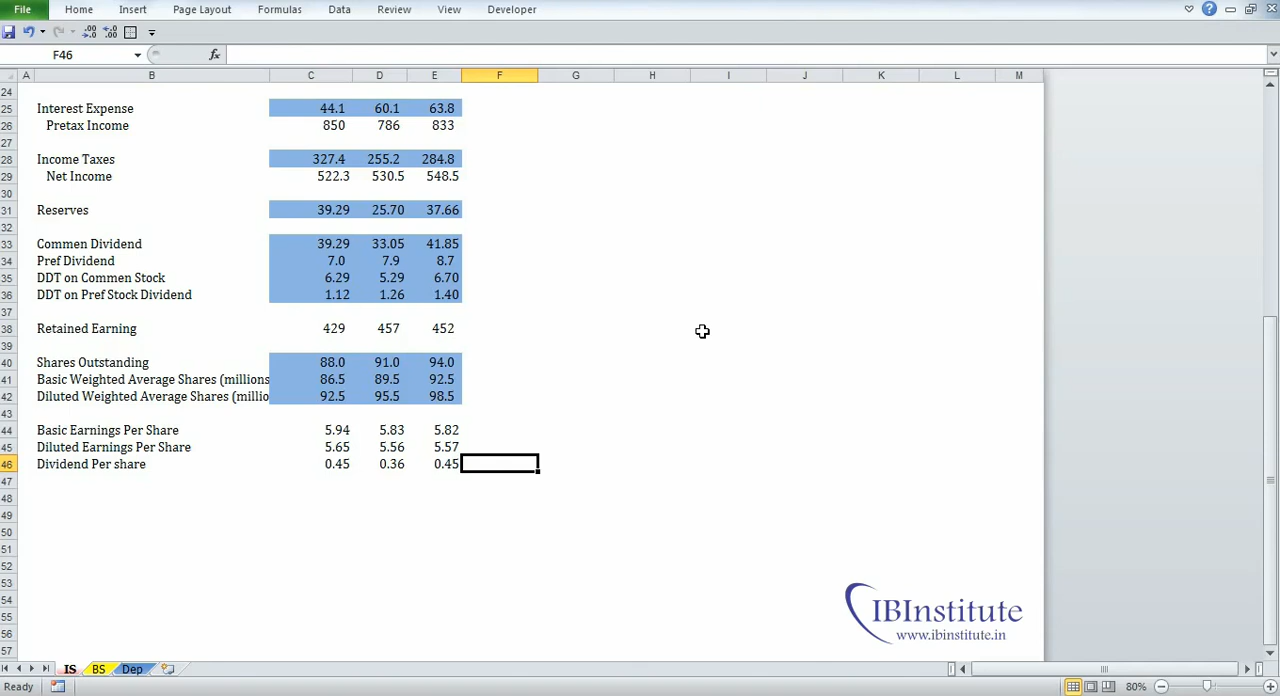 File Home Insert Page Layout Formulas Data Review View Developer
F46 fx
A B C D E F G H I J K L M
24
25 Interest Expense 44.1 60.1 63.8
26 Pretax Income 850 786 833
27
28 Income Taxes 327.4 255.2 284.8
29 Net Income 522.3 530.5 548.5
30
31 Reserves 39.29 25.70 37.66
32
33 Commen Dividend 39.29 33.05 41.85
34 Pref Dividend 7.0 7.9 8.7
35 DDT on Commen Stock 6.29 5.29 6.70
36 DDT on Pref Stock Dividend 1.12 1.26 1.40
37
38 Retained Earning 429 457 452
39
40 Shares Outstanding 88.0 91.0 94.0
41 Basic Weighted Average Shares (millions 86.5 89.5 92.5
42 Diluted Weighted Average Shares (millio 92.5 95.5 98.5
43
44 Basic Earnings Per Share 5.94 5.83 5.82
45 Diluted Earnings Per Share 5.65 5.56 5.57
46 Dividend Per share 0.45 0.36 0.45
47
48
49
50
51
52
53
54
55
56
57
IBInstitute
www.ibinstitute.in
IS BS Dep
Ready 80%